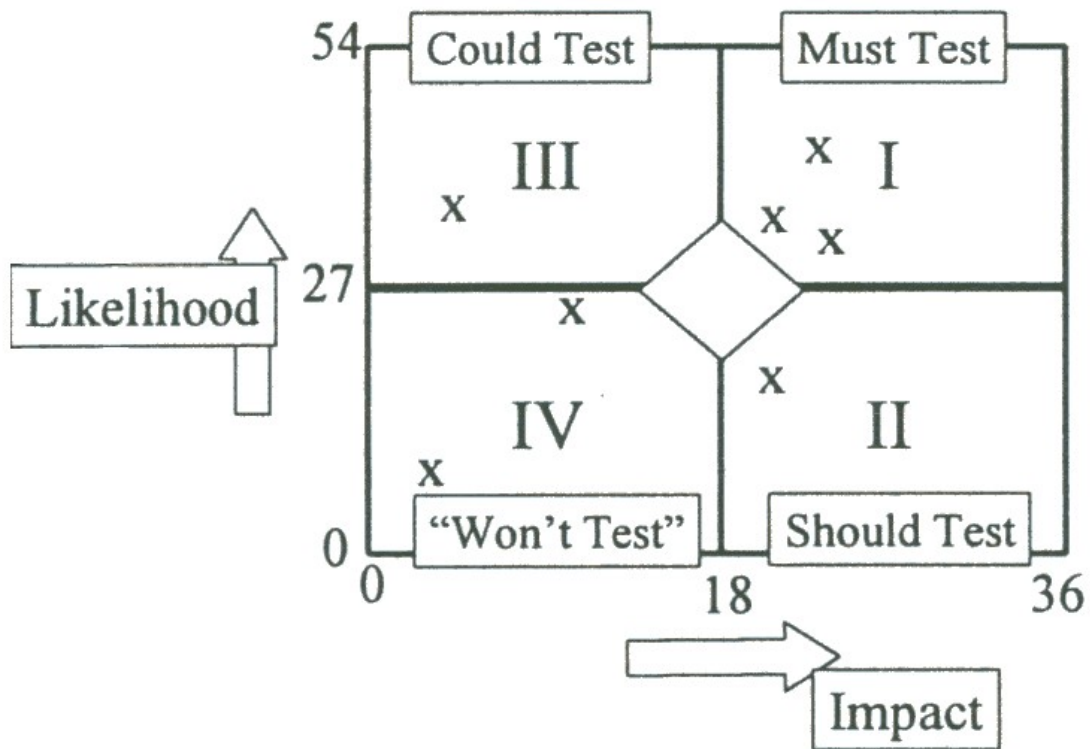 54
Could Test
Must Test
III
x
I
x
x
x
Likelihood
27
x
x
IV
II
x
0
“Won’t Test”
Should Test
0
18
36
Impact